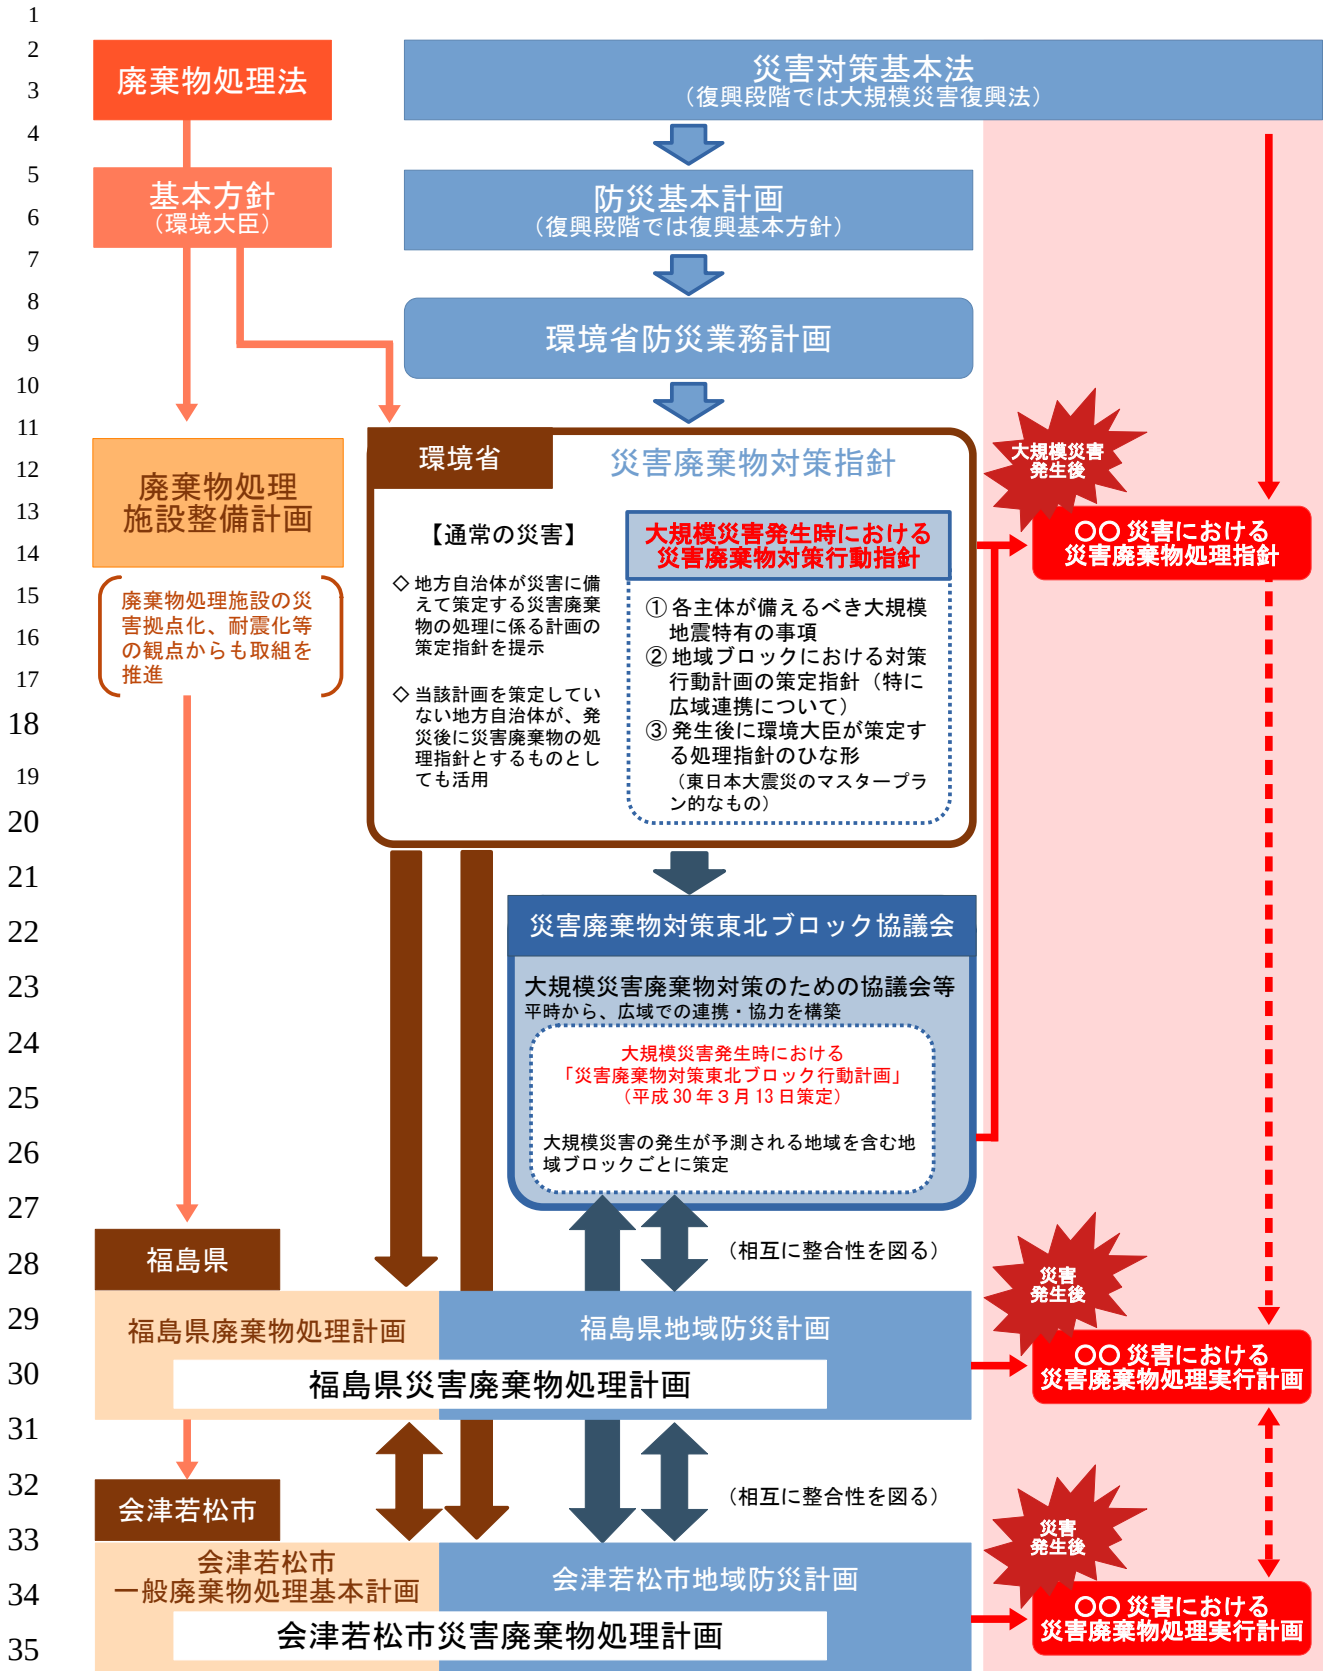 1
2
3
4
5
6
7
8
9
10
11
12
13
14
15
16
17
18
19
20
21
22
23
24
25
26
27
28
29
30
31
32
33
34
35
廃棄物処理法
災害対策基本法
（復興段階では大規模災害復興法）
基本方針
（環境大臣）
防災基本計画
（復興段階では復興基本方針）
環境省防災業務計画
廃棄物処理
施設整備計画
廃棄物処理施設の災
害拠点化、耐震化等
の観点からも取組を
推進
環境省
災害廃棄物対策指針
【通常の災害】
◇地方自治体が災害に備
えて策定する災害廃棄
物の処理に係る計画の
策定指針を提示
◇当該計画を策定してい
ない地方自治体が、発
災後に災害廃棄物の処
理指針とするものとし
ても活用
大規模災害発生時における
災害廃棄物対策行動指針
①各主体が備えるべき大規模
地震特有の事項
②地域ブロックにおける対策
行動計画の策定指針（特に
広域連携について）
③発生後に環境大臣が策定す
る処理指針のひな形
（東日本大震災のマスタープラ
ン的なもの）
大規模災害
発生後
〇〇災害における
災害廃棄物処理指針
災害廃棄物対策東北ブロック協議会
大規模災害廃棄物対策のための協議会等
平時から、広域での連携・協力を構築
大規模災害発生時における
「災害廃棄物対策東北ブロック行動計画」
（平成30年３月13日策定）
大規模災害の発生が予測される地域を含む地
域ブロックごとに策定
（相互に整合性を図る）
福島県
福島県廃棄物処理計画
福島県地域防災計画
福島県災害廃棄物処理計画
災害
発生後
〇〇災害における
災害廃棄物処理実行計画
（相互に整合性を図る）
会津若松市
会津若松市
一般廃棄物処理基本計画
会津若松市地域防災計画
会津若松市災害廃棄物処理計画
災害
発生後
〇〇災害における
災害廃棄物処理実行計画